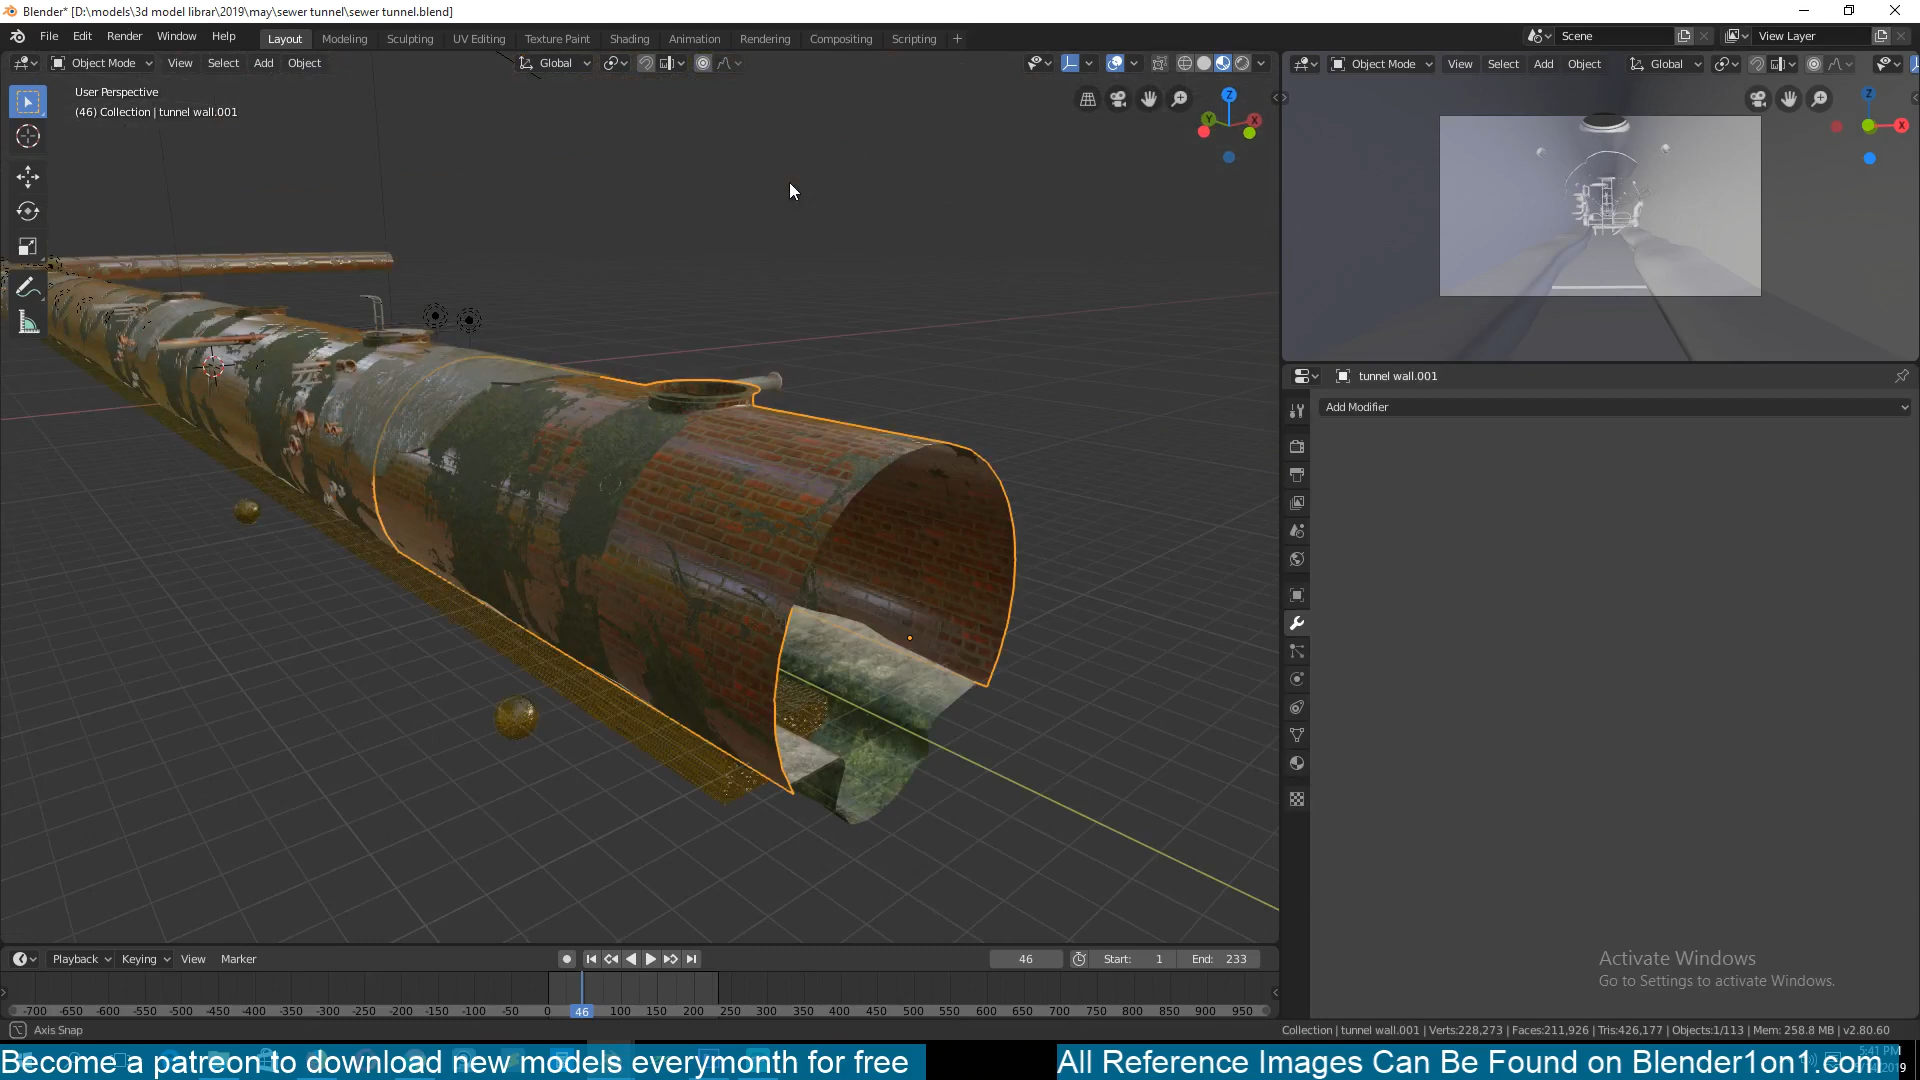 Blender* [D:\models\3d model librar\2019\may\sewer tunnel\sewer tunnel.blend]
File Edit Render Window Help Layout Modeling Sculpting UV Editing Texture Paint Shading Animation Rendering Compositing Scripting + Scene View Layer
Object Mode View Select Add Object Global Object Mode View Select Add Object Global
User Perspective
(46) Collection | tunnel wall.001
Z
Y
X
Z
X
tunnel wall.001
Add Modifier
Activate Windows
Go to Settings to activate Windows.
Playback Keying View Marker 46 Start: 1 End: 233
-700 -650 -600 -550 -500 -450 -400 -350 -300 -250 -200 -150 -100 -50 0 46 100 150 200 250 300 350 400 450 500 550 600 650 700 750 800 850 900 950
Axis Snap
Collection | tunnel wall.001 | Verts:228,273 | Faces:211,926 | Tris:426,177 | Objects:1/113 | Mem: 258.8 MB | v2.80.60
5:41 PM
Become a patreon to download new models everymonth for free All Reference Images Can Be Found on Blender1on1.com